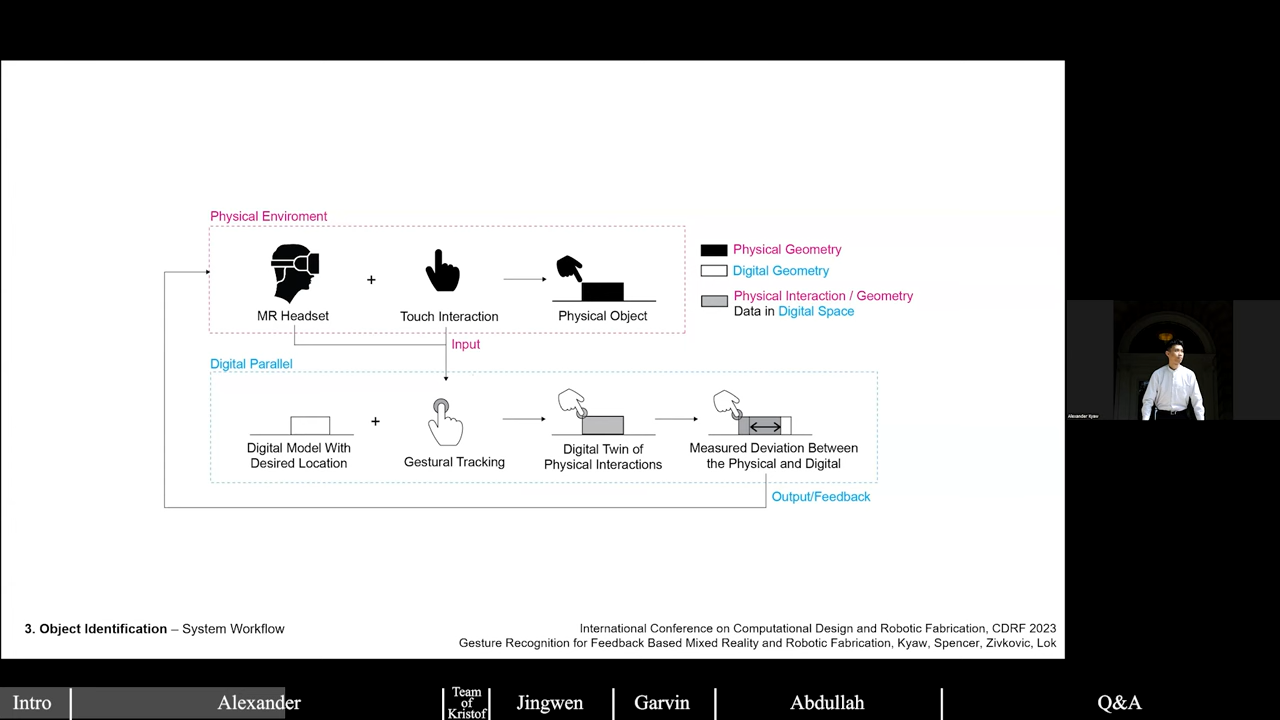 Physical Enviroment
MR Headset
+
Touch Interaction
Physical Object
Physical Geometry
Digital Geometry
Physical Interaction / Geometry
Data in Digital Space
Input
Digital Parallel
Digital Model With
Desired Location
+
Gestural Tracking
Digital Twin of
Physical Interactions
Measured Deviation Between
the Physical and Digital
Output/Feedback
3. Object Identification – System Workflow
International Conference on Computational Design and Robotic Fabrication, CDRF 2023
Gesture Recognition for Feedback Based Mixed Reality and Robotic Fabrication, Kyaw, Spencer, Zivkovic, Lok
Alexander Kyaw
Intro
Alexander
Team
of
Kristof
Jingwen
Garvin
Abdullah
Q&A